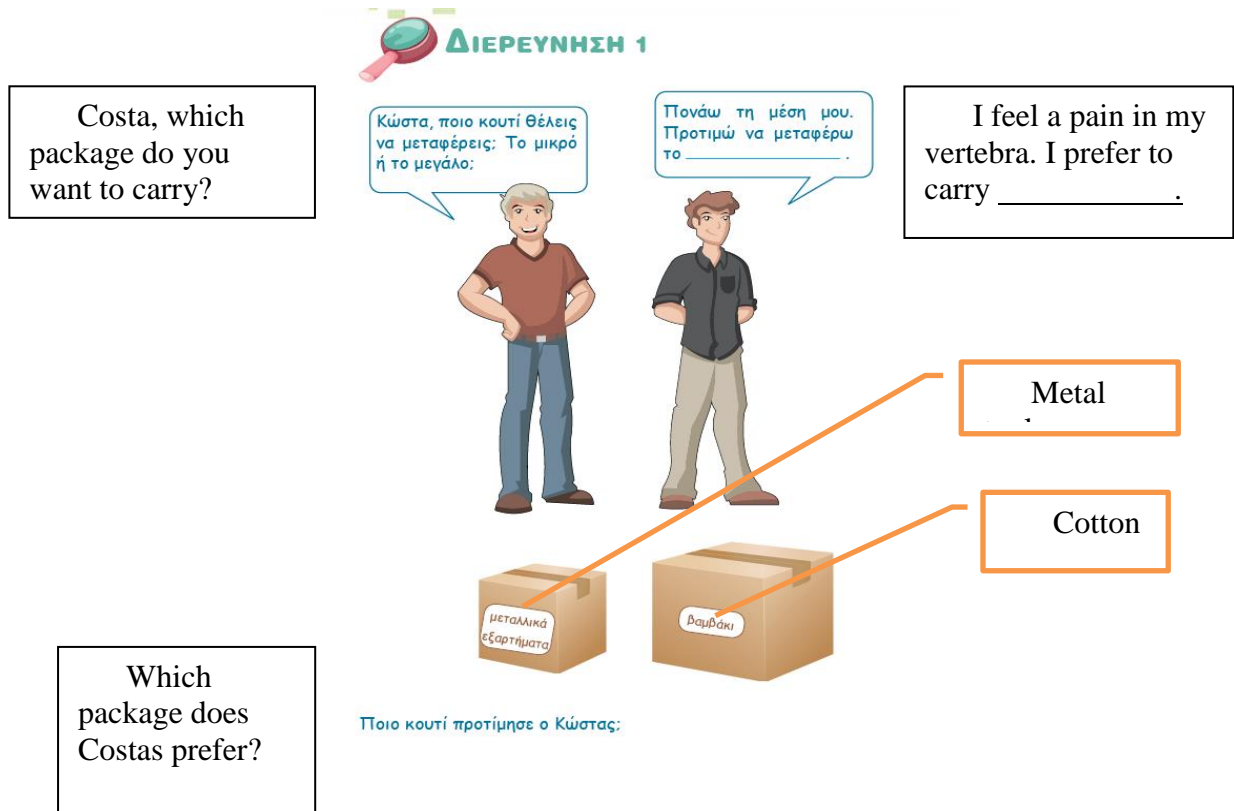 ΔΙΕΡΕΥΝΗΣΗ 1
Costa, which
package do you
want to carry?
Κώστα, ποιο κουτί θέλεις
να μεταφέρεις; Το μικρό
ή το μεγάλο;
Πονάω τη μέση μου.
Προτιμώ να μεταφέρω
το ____________________ .
I feel a pain in my
vertebra. I prefer to
carry ____________.
Metal
Cotton
μεταλλικά
εξαρτήματα
βαμβάκι
Which
package does
Costas prefer?
Ποιο κουτί προτίμησε ο Κώστας;